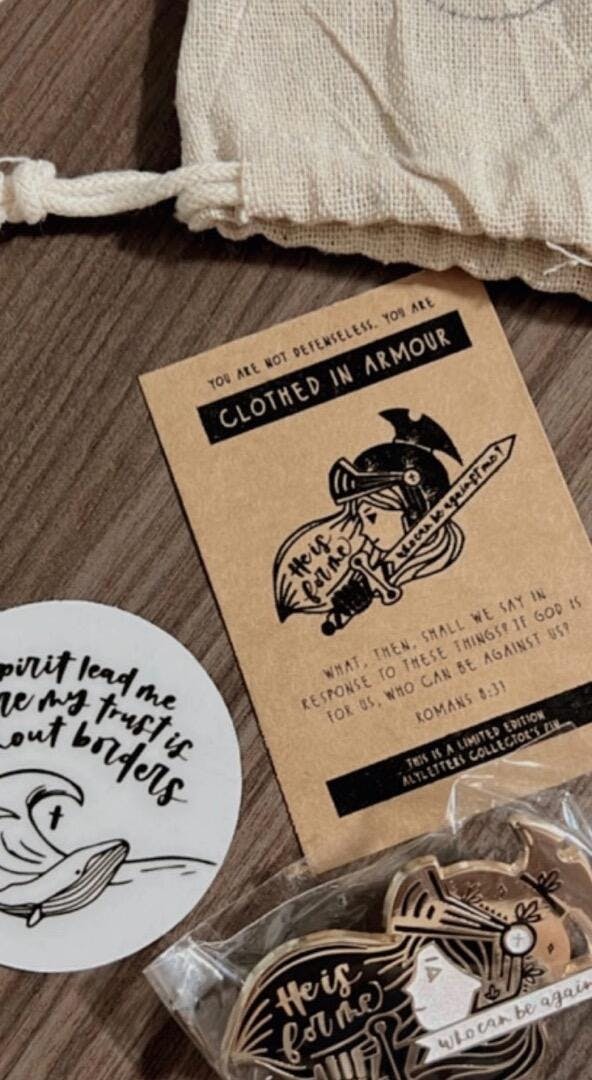 YOU ARE NOT DEFENSELESS. YOU ARE
CLOTHED IN ARMOUR
He is
for me
who can be against me?
WHAT, THEN, SHALL WE SAY IN
RESPONSE TO THESE THINGS? IF GOD IS
FOR US, WHO CAN BE AGAINST US?
ROMANS 8:31
THIS IS A LIMITED EDITION
ALYLETTERS COLLECTOR'S PIN
pirit lead me
re my trust is
out borders
He is
for me
who can be again